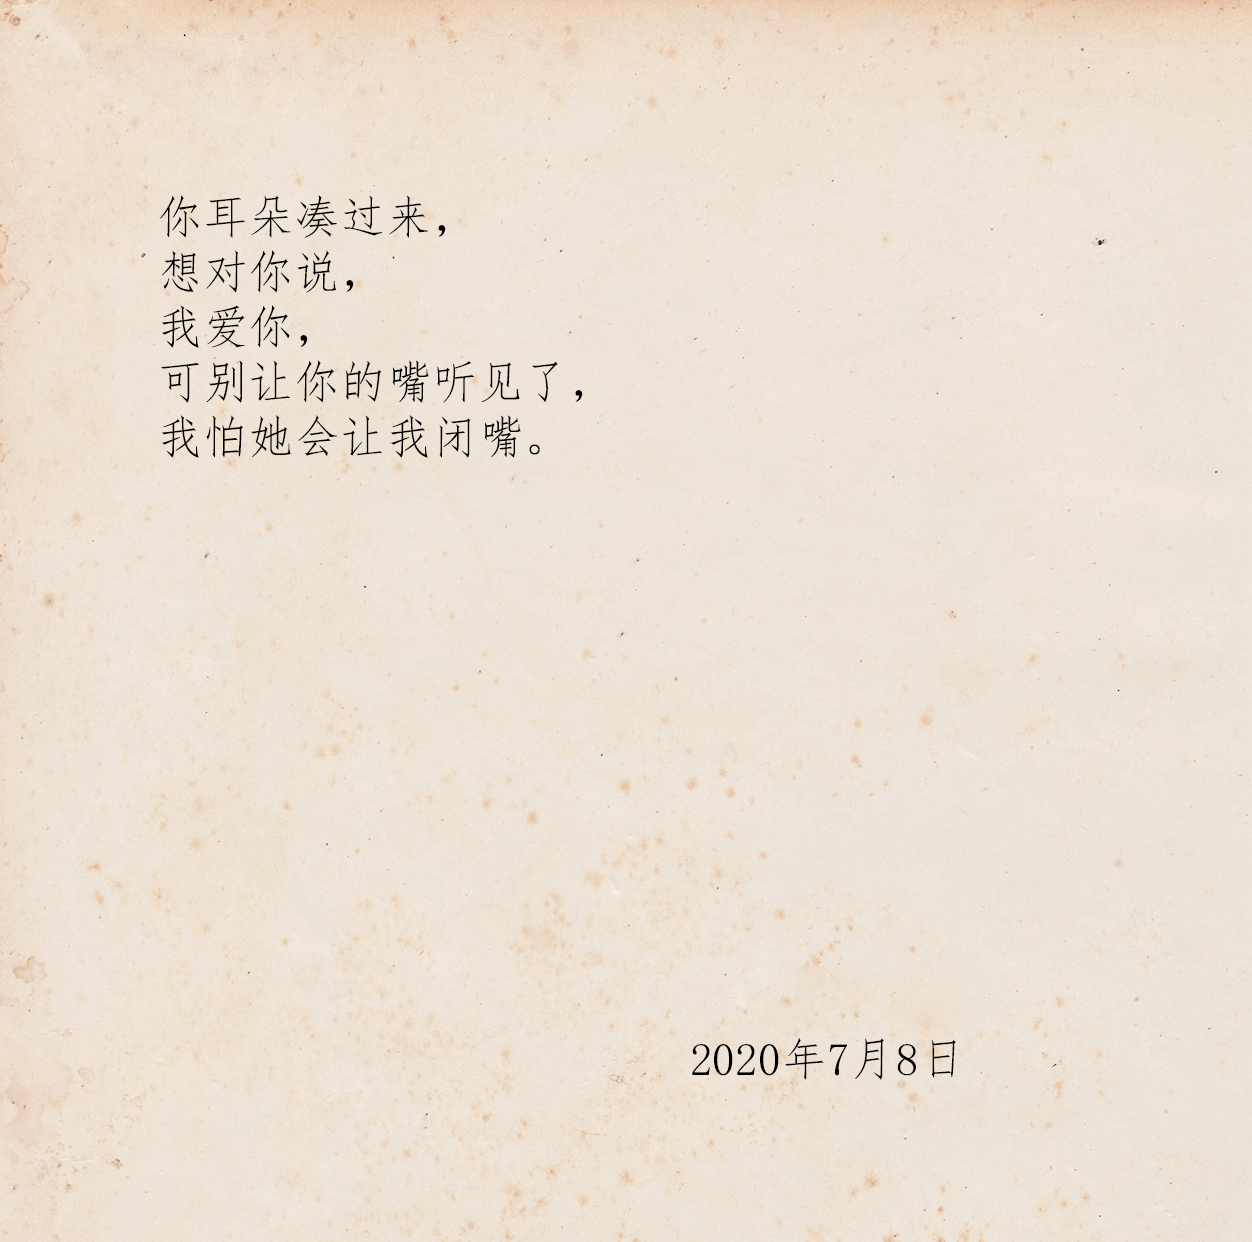 你耳朵凑过来，
想对你说，
我爱你，
可别让你的嘴听见了，
我怕她会让我闭嘴。
2020年7月8日